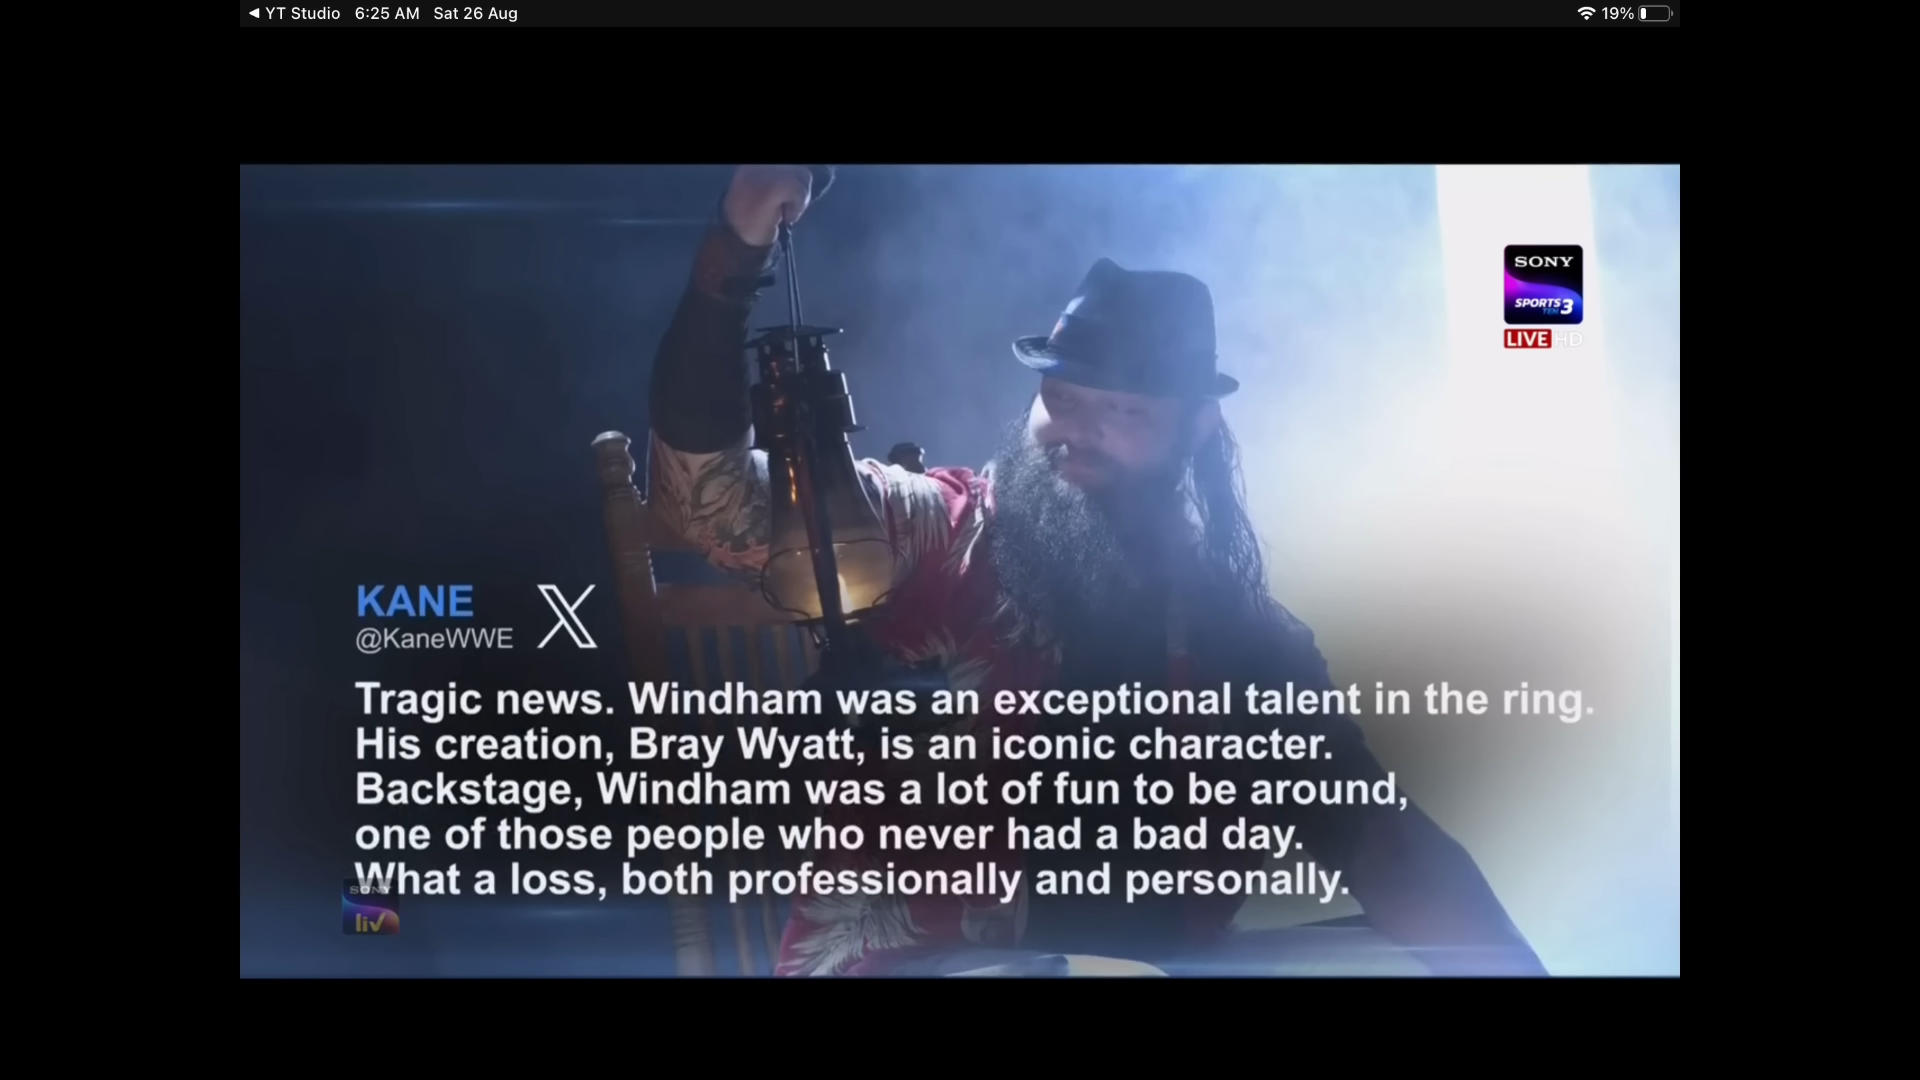 ◀ YT Studio 6:25 AM Sat 26 Aug 19%
SONY
SPORTS
TEN 3
LIVE HD
KANE X
@KaneWWE
Tragic news. Windham was an exceptional talent in the ring.
His creation, Bray Wyatt, is an iconic character.
Backstage, Windham was a lot of fun to be around,
one of those people who never had a bad day.
What a loss, both professionally and personally.
SONY
liv